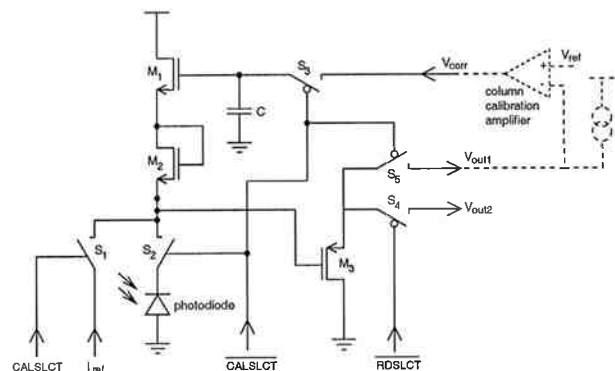 M1
S3
Vcorr
Vref
+
-
column
calibration
amplifier
C
M2
S5
Vout1
S4
Vout2
S1
S2
M3
photodiode
CALSLCT
Iref
CALSLCT
RDSLCT